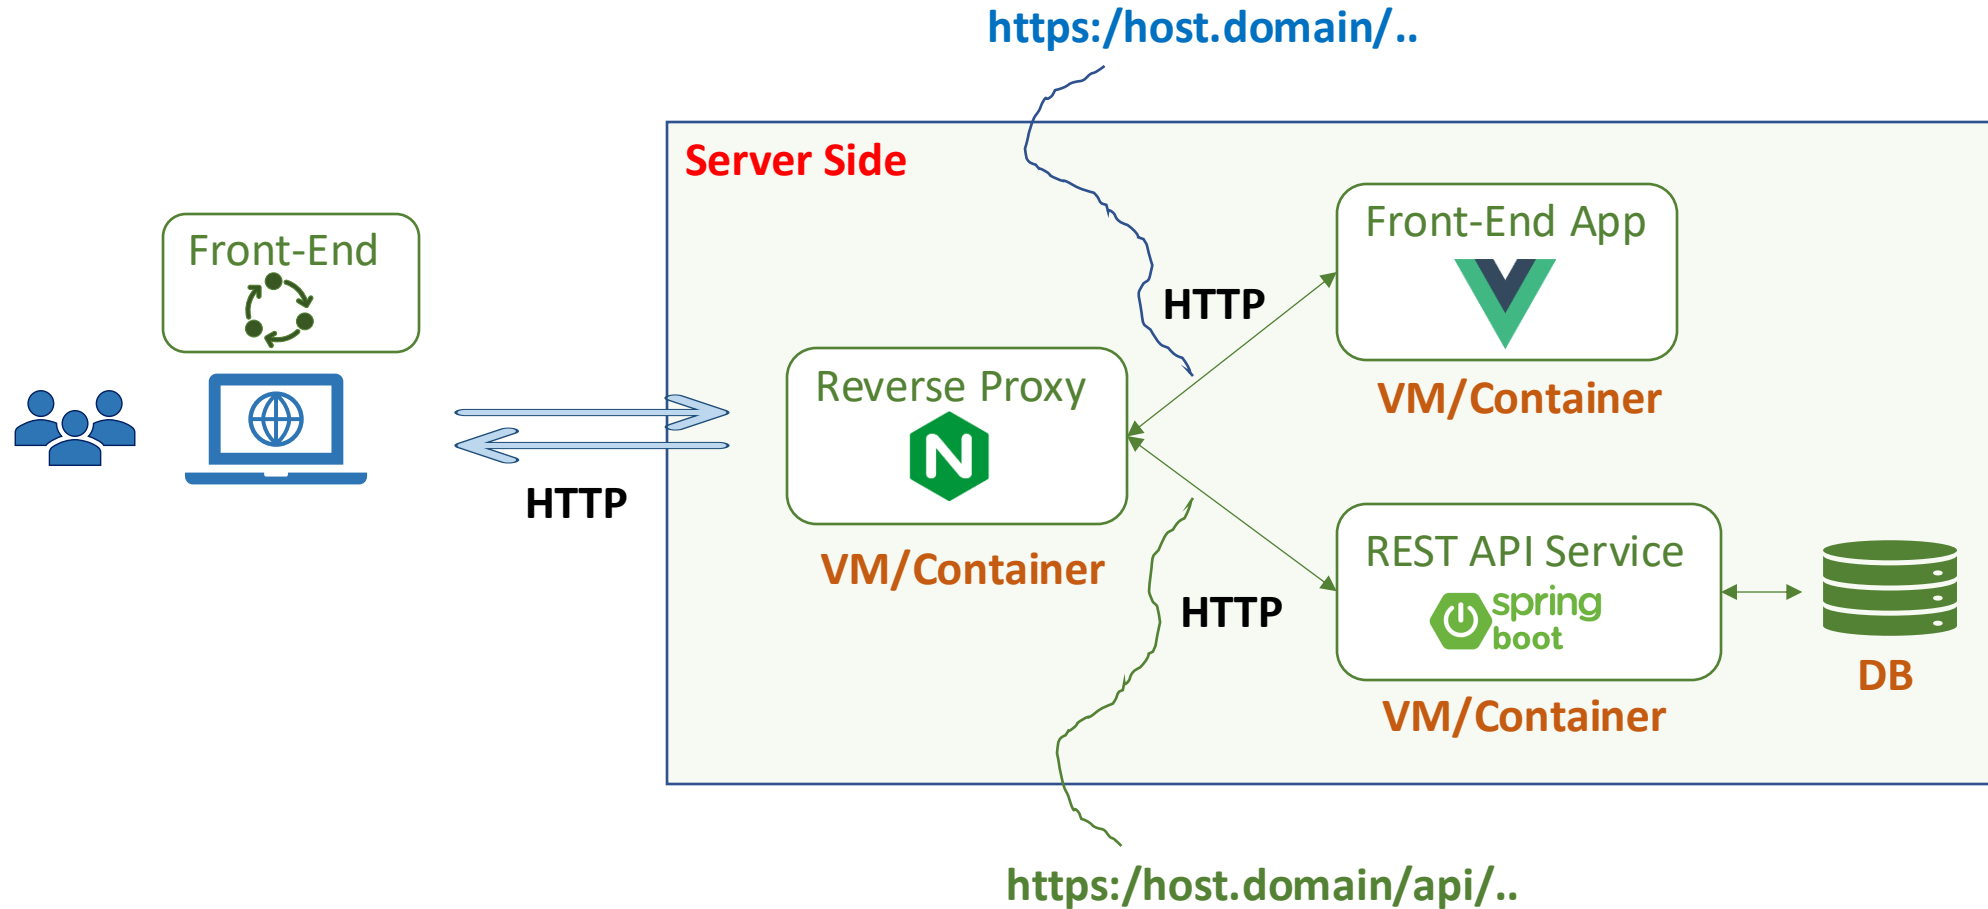 https:/host.domain/..
Server Side
Front-End
Front-End App
HTTP
Reverse Proxy
N
VM/Container
HTTP
VM/Container
REST API Service
spring
boot
HTTP
DB
VM/Container
https:/host.domain/api/..